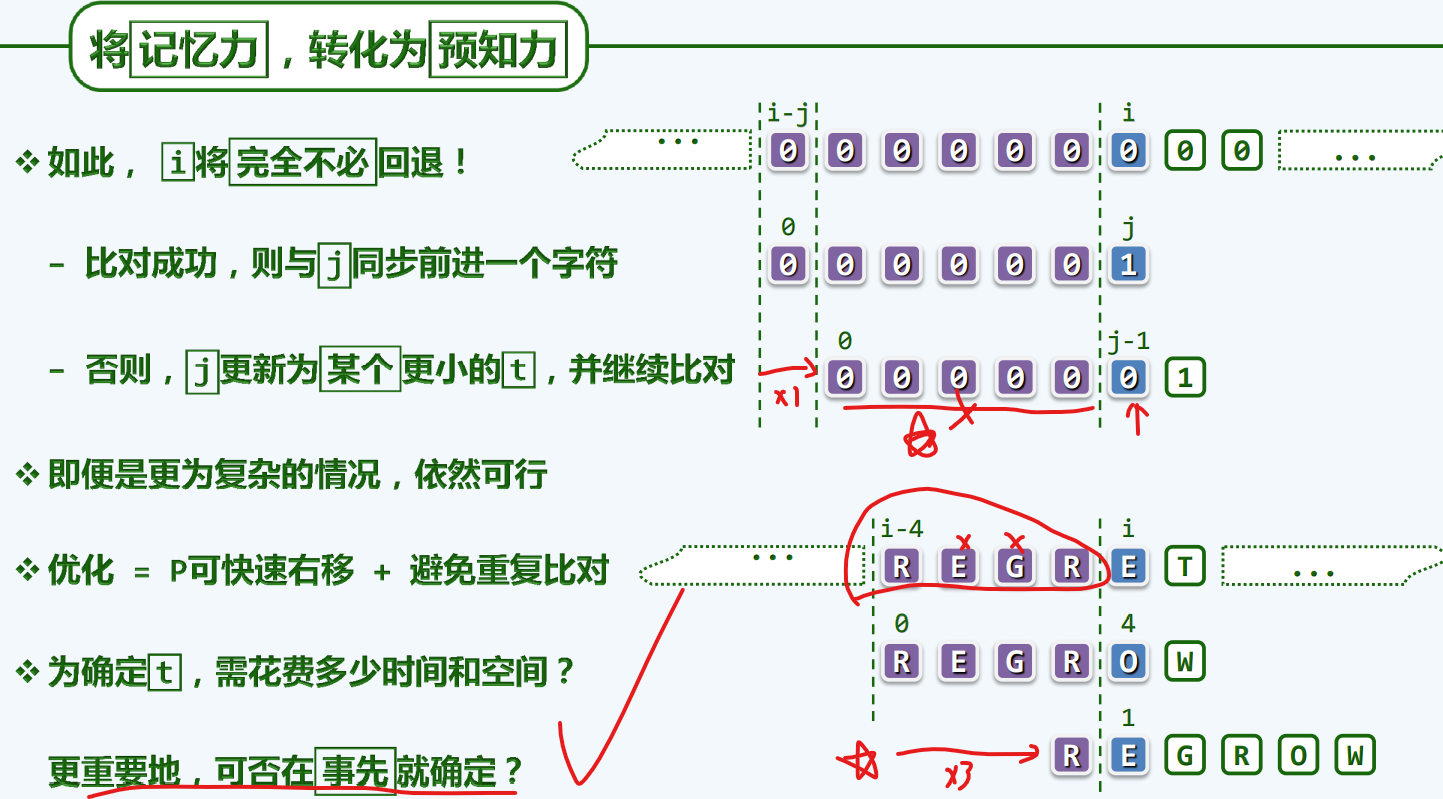 将记忆力，转化为预知力
i-j i
❖ 如此， i将完全不必回退！ ... 0 0 0 0 0 0 0 0 0 ...
0 j
- 比对成功，则与j同步前进一个字符 0 0 0 0 0 0 1
0 j-1
- 否则，j更新为某个更小的t，并继续比对 0 0 0 0 0 0 1
x1
❖ 即便是更为复杂的情况，依然可行
i-4 i
❖ 优化 = P可快速右移 + 避免重复比对 ... R E G R E T ...
0 4
❖ 为确定t，需花费多少时间和空间？ R E G R O W
1
更重要地，可否在事先就确定？ R E G R O W
x3